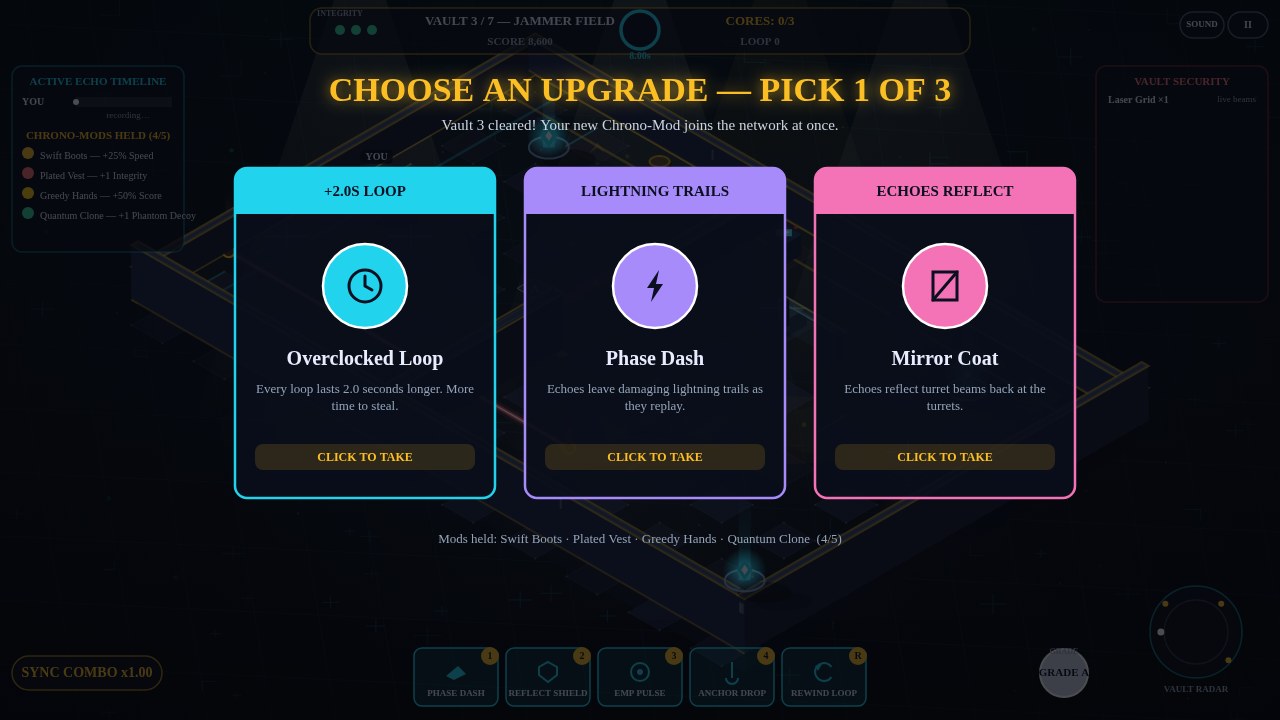 INTEGRITY
VAULT 3 / 7 — JAMMER FIELD
SCORE 8,600
0.00s
CORES: 0/3
LOOP 0
SOUND
II
ACTIVE ECHO TIMELINE
YOU
recording...
CHRONO-MODS HELD (4/5)
Swift Boots — +25% Speed
Plated Vest — +1 Integrity
Greedy Hands — +50% Score
Quantum Clone — +1 Phantom Decoy
VAULT SECURITY
Laser Grid ×1
live beams
CHOOSE AN UPGRADE — PICK 1 OF 3
Vault 3 cleared! Your new Chrono-Mod joins the network at once.
YOU
+2.0S LOOP
Overclocked Loop
Every loop lasts 2.0 seconds longer. More
time to steal.
CLICK TO TAKE
LIGHTNING TRAILS
Phase Dash
Echoes leave damaging lightning trails as
they replay.
CLICK TO TAKE
ECHOES REFLECT
Mirror Coat
Echoes reflect turret beams back at the
turrets.
CLICK TO TAKE
Mods held: Swift Boots · Plated Vest · Greedy Hands · Quantum Clone (4/5)
SYNC COMBO x1.00
1
PHASE DASH
2
REFLECT SHIELD
3
EMP PULSE
4
ANCHOR DROP
R
REWIND LOOP
GRADE A
VAULT RADAR